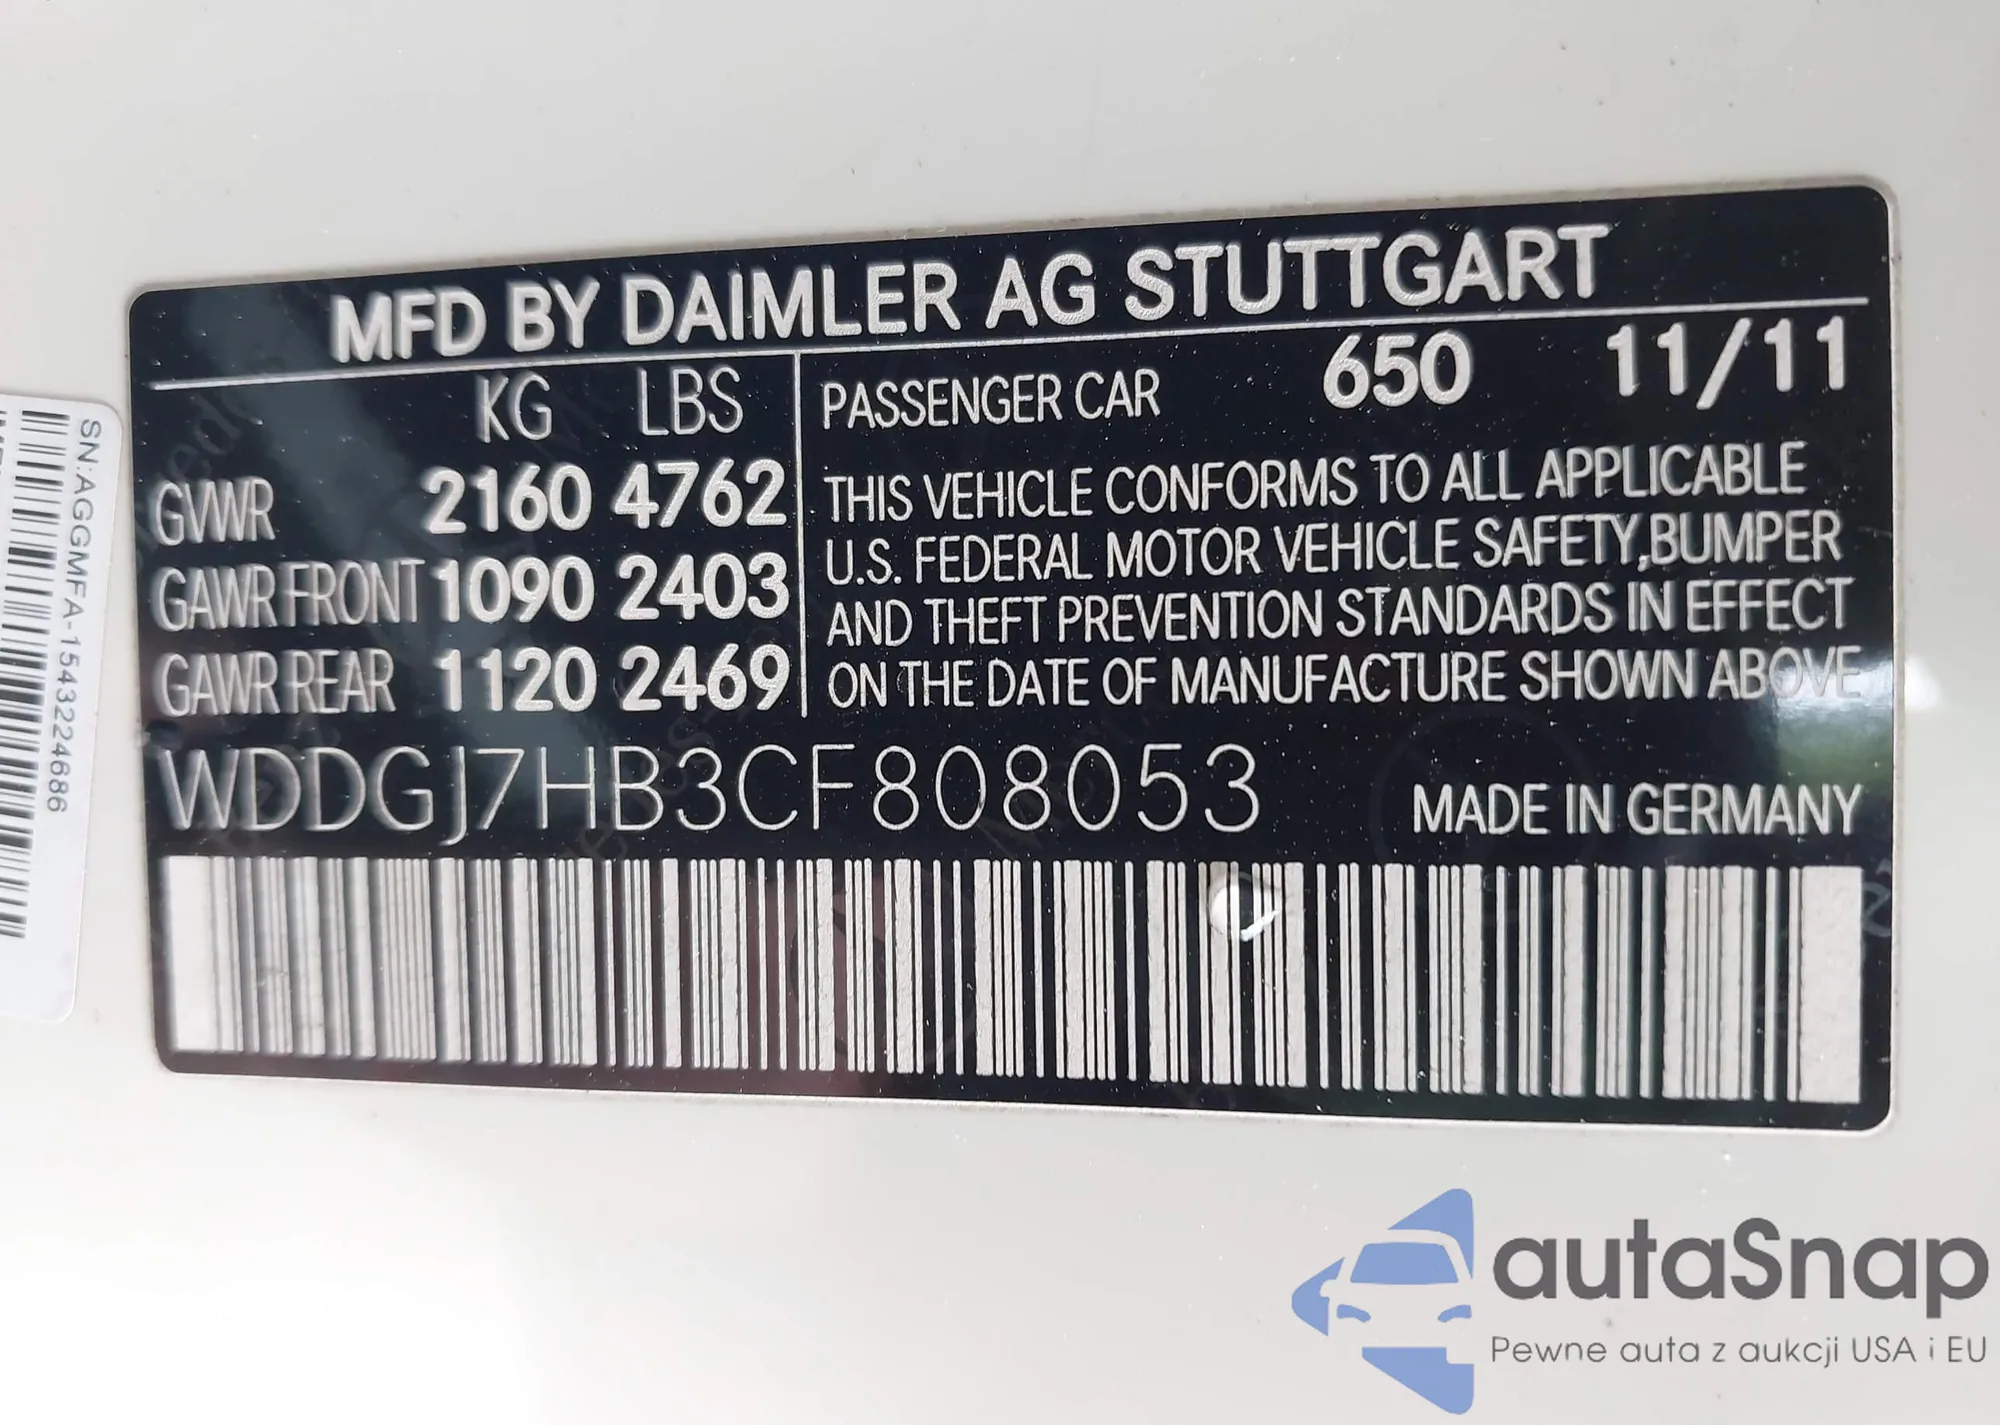 MFD BY DAIMLER AG STUTTGART
KG LBS
GVWR 2160 4762
GAWR FRONT 1090 2403
GAWR REAR 1120 2469
PASSENGER CAR 650 11/11
THIS VEHICLE CONFORMS TO ALL APPLICABLE
U.S. FEDERAL MOTOR VEHICLE SAFETY,BUMPER
AND THEFT PREVENTION STANDARDS IN EFFECT
ON THE DATE OF MANUFACTURE SHOWN ABOVE
WDDGJ7HB3CF808053
MADE IN GERMANY
SN:AGGMFA-1543224686
autaSnap
Pewne auta z aukcji USA i EU